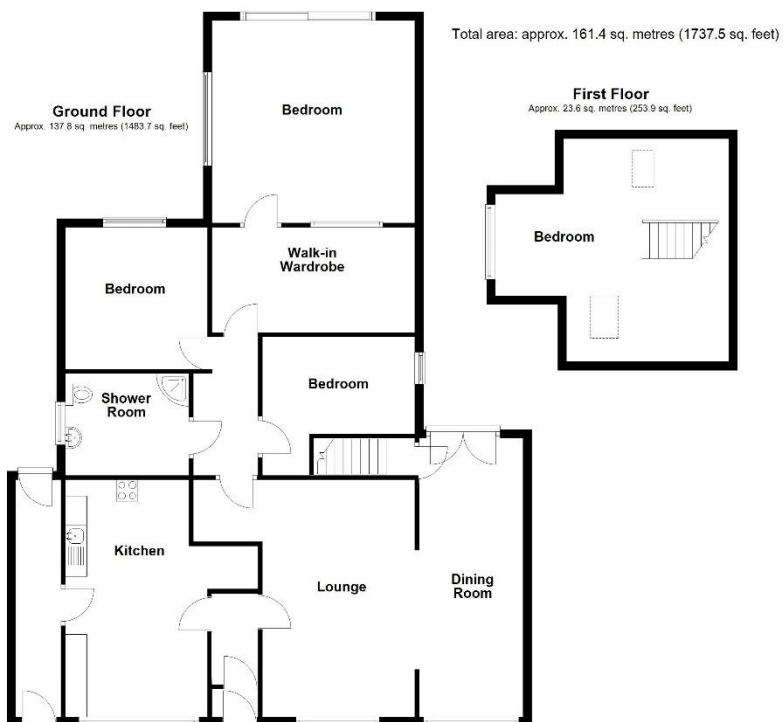 Total area: approx. 161.4 sq. metres (1737.5 sq. feet)
Ground Floor
Approx. 137.8 sq. metres (1483.7 sq. feet)
First Floor
Approx. 23.6 sq. metres (253.9 sq. feet)
Bedroom
Bedroom
Walk-in
Wardrobe
Bedroom
Bedroom
Shower
Room
Kitchen
Lounge
Dining
Room